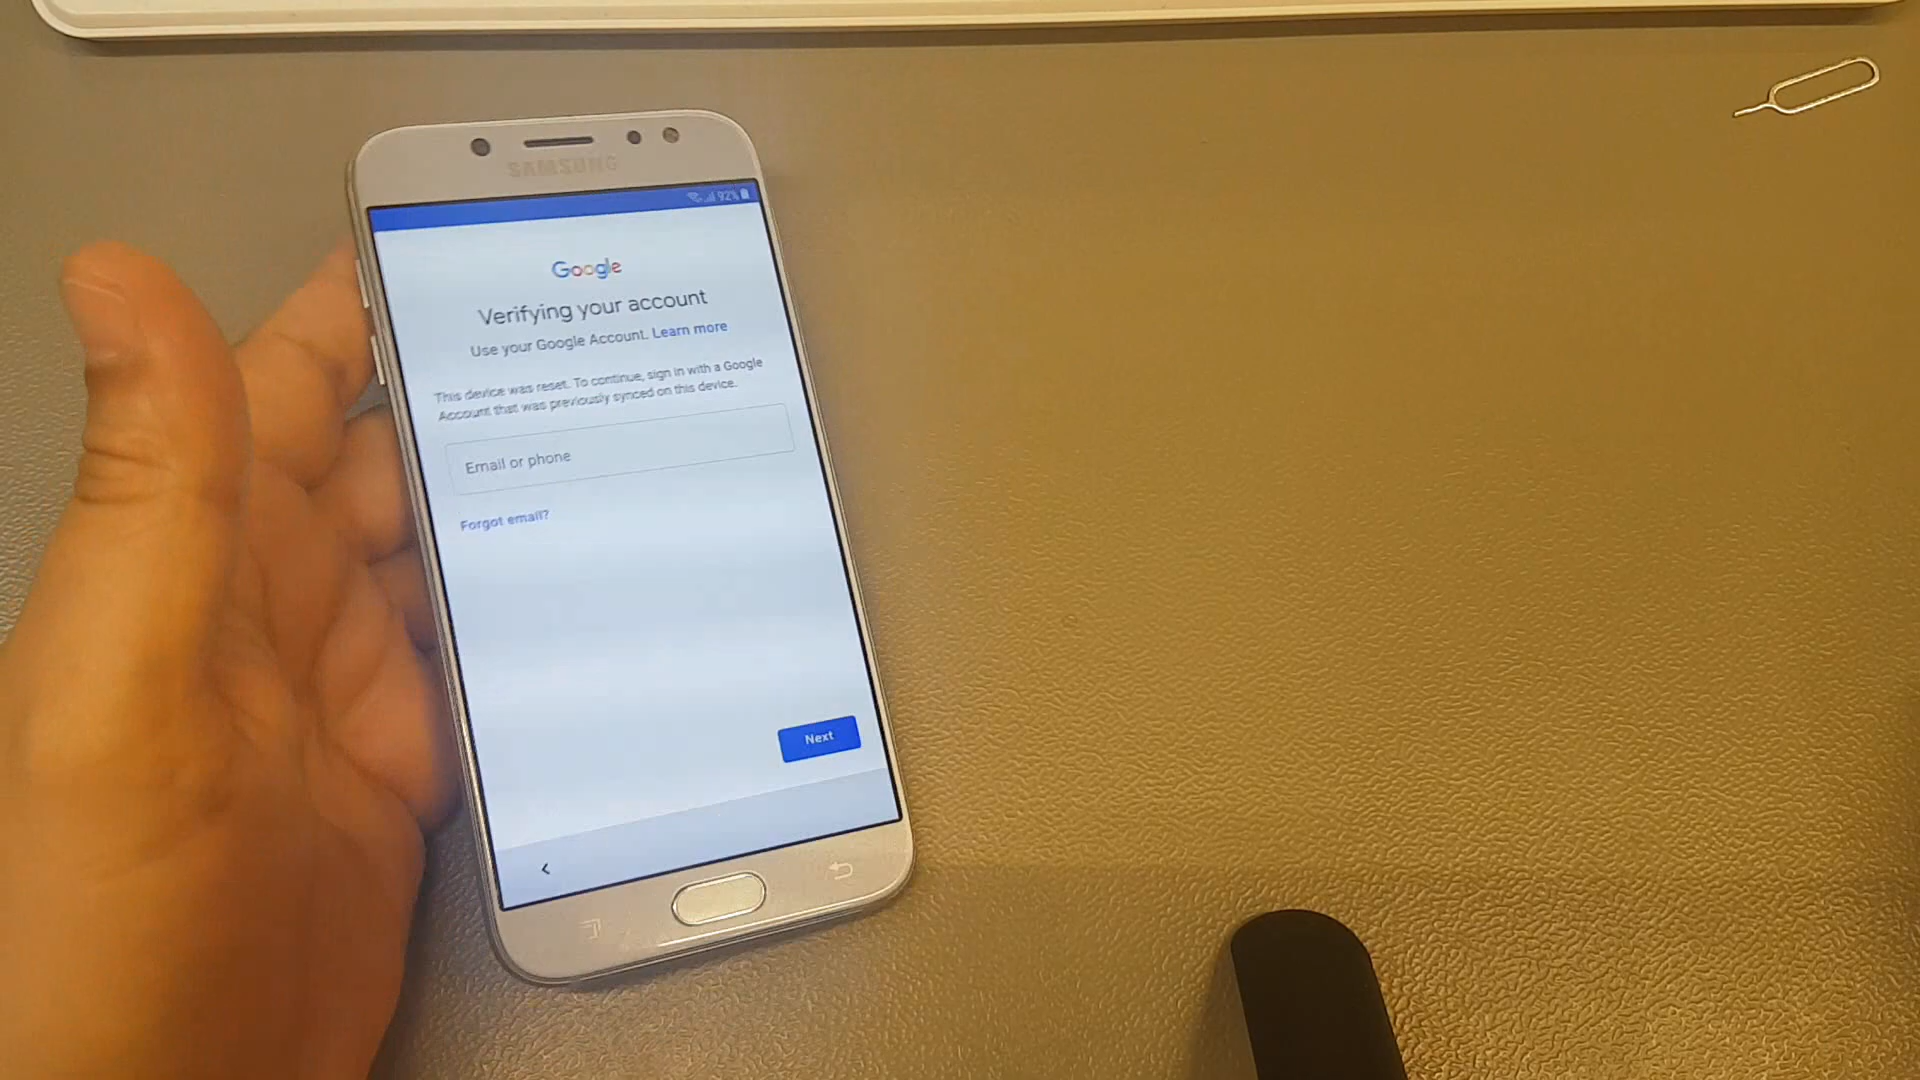 SAMSUNG
92%
Google
Verifying your account
Use your Google Account. Learn more
This device was reset. To continue, sign in with a Google
Account that was previously synced on this device.
Email or phone
Forgot email?
Next